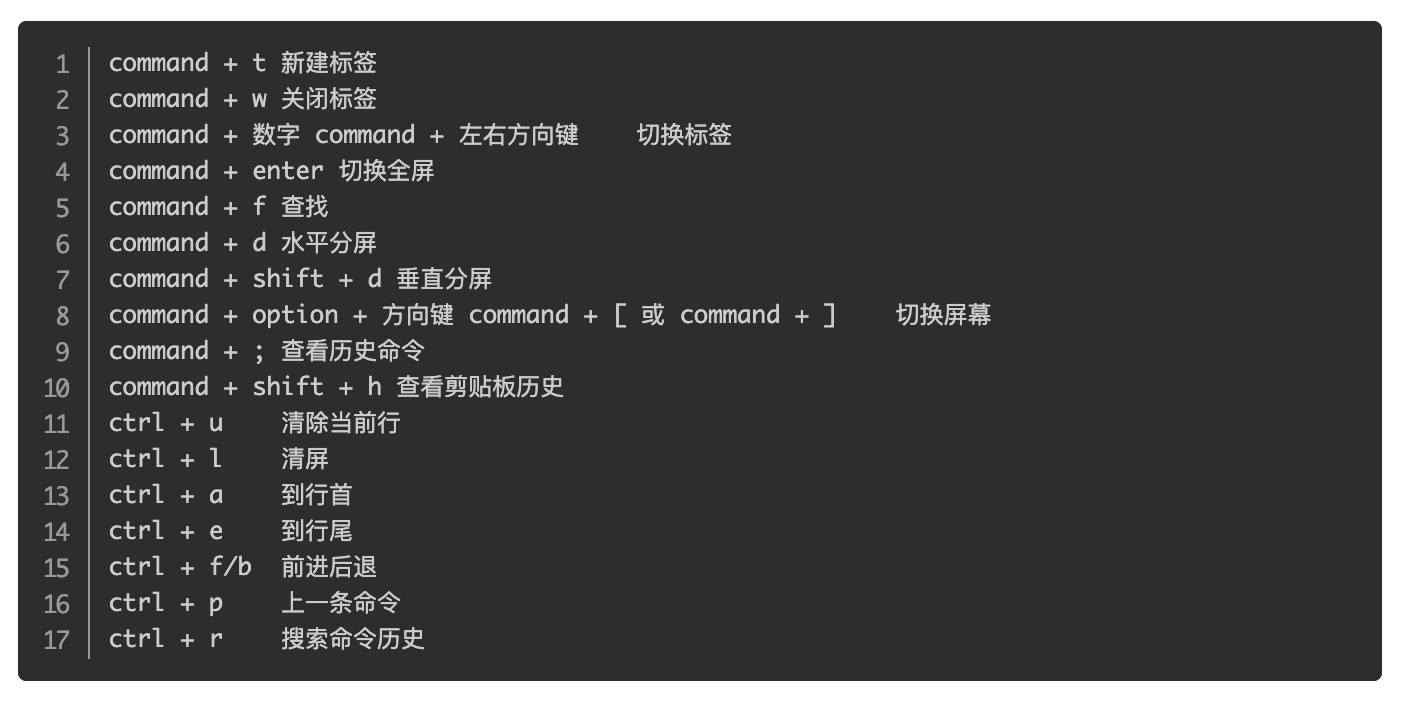 1 command + t 新建标签
2 command + w 关闭标签
3 command + 数字 command + 左右方向键    切换标签
4 command + enter 切换全屏
5 command + f 查找
6 command + d 水平分屏
7 command + shift + d 垂直分屏
8 command + option + 方向键 command + [ 或 command + ]    切换屏幕
9 command + ; 查看历史命令
10 command + shift + h 查看剪贴板历史
11 ctrl + u    清除当前行
12 ctrl + l    清屏
13 ctrl + a    到行首
14 ctrl + e    到行尾
15 ctrl + f/b  前进后退
16 ctrl + p    上一条命令
17 ctrl + r    搜索命令历史